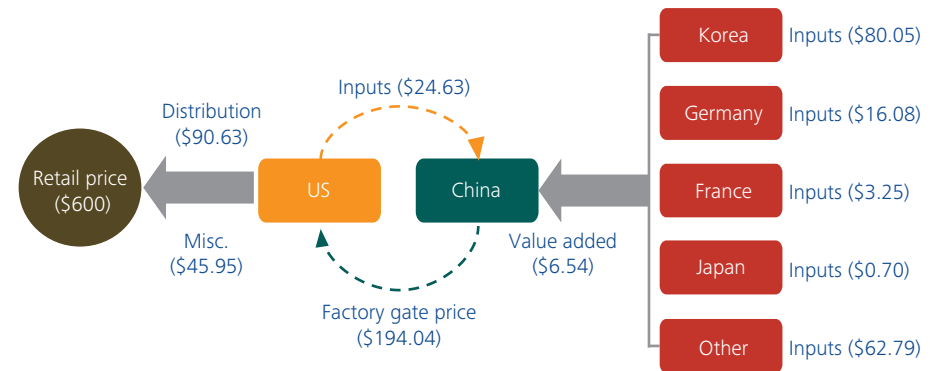 Retail price
($600)
Distribution
($90.63)
Misc.
($45.95)
US
Inputs ($24.63)
Factory gate price
($194.04)
China
Value added
($6.54)
Korea
Inputs ($80.05)
Germany
Inputs ($16.08)
France
Inputs ($3.25)
Japan
Inputs ($0.70)
Other
Inputs ($62.79)